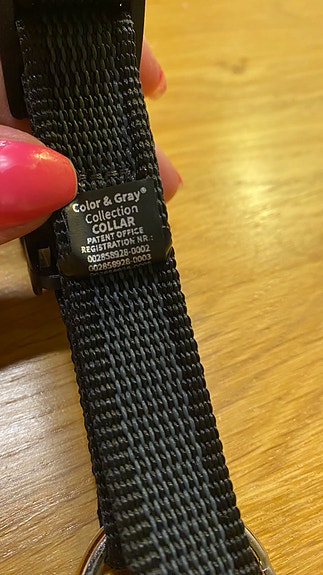 Color & Gray®
Collection
COLLAR
PATENT OFFICE
REGISTRATION NR.:
002858928-0002
002858928-0003